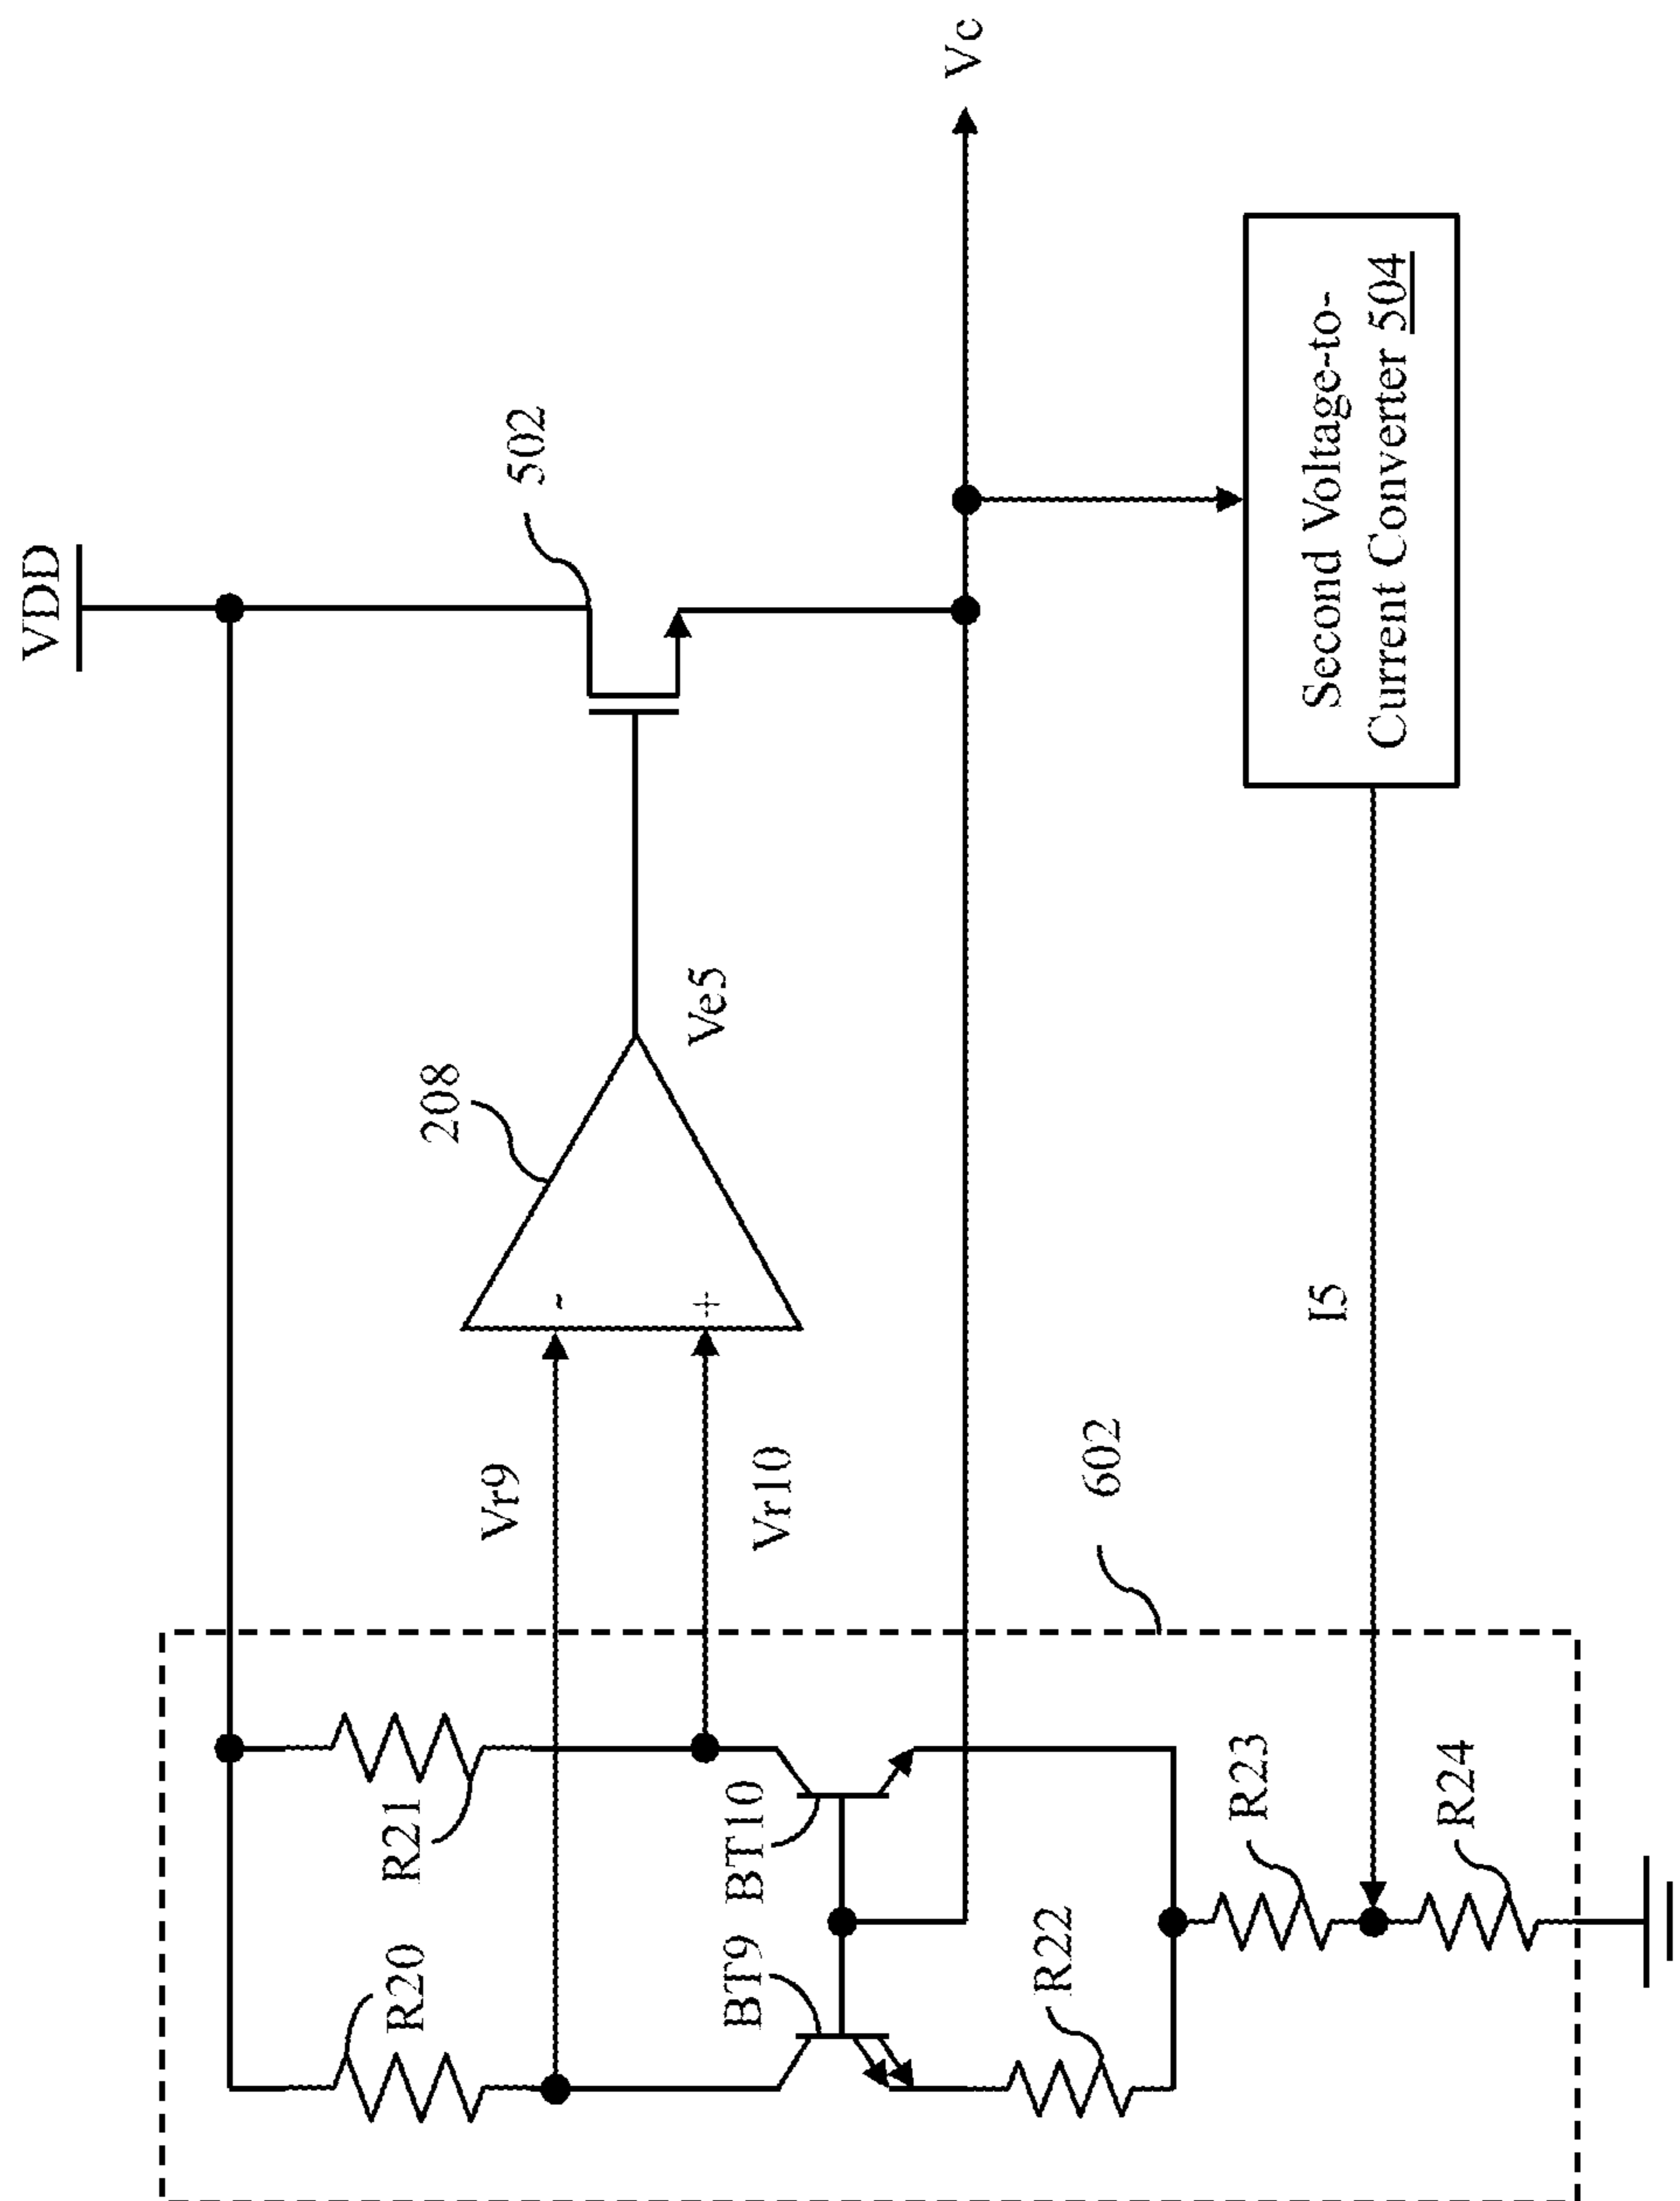 VDD
R20
R21
Vr9
Vr10
208
Ve5
502
BT9
BT10
Vc
R22
R23
R24
602
I5
Second Voltage-to-
Current Converter 504
-
+